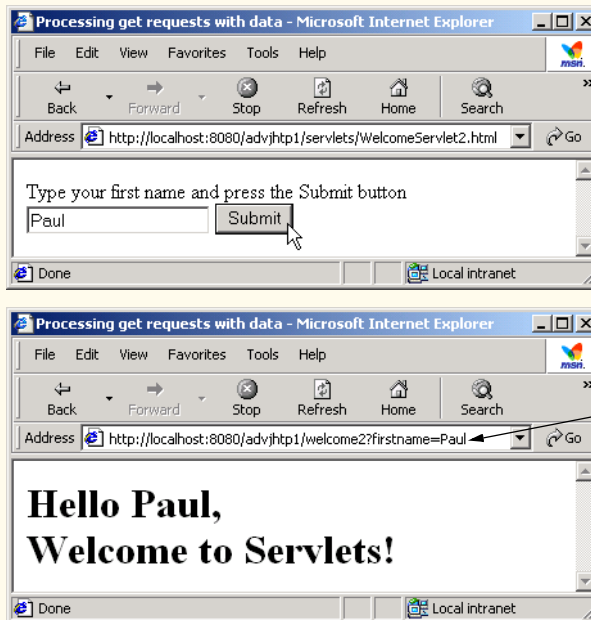 Processing get requests with data - Microsoft Internet Explorer
File Edit View Favorites Tools Help
msn.
Back Forward Stop Refresh Home Search »
Address http://localhost:8080/advjhtp1/servlets/WelcomeServlet2.html Go
Type your first name and press the Submit button
Paul Submit
Done Local intranet
Processing get requests with data - Microsoft Internet Explorer
File Edit View Favorites Tools Help
msn.
Back Forward Stop Refresh Home Search »
Address http://localhost:8080/advjhtp1/welcome2?firstname=Paul Go
Hello Paul,
Welcome to Servlets!
Done Local intranet